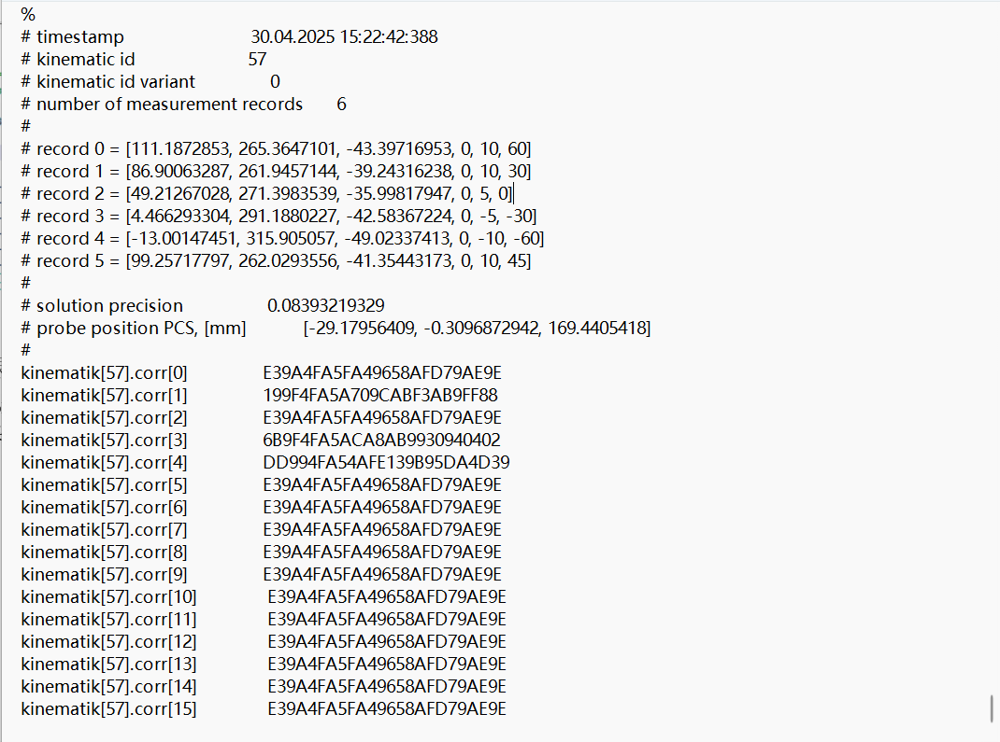 %
# timestamp 30.04.2025 15:22:42:388
# kinematic id 57
# kinematic id variant 0
# number of measurement records 6
#
# record 0 = [111.1872853, 265.3647101, -43.39716953, 0, 10, 60]
# record 1 = [86.90063287, 261.9457144, -39.24316238, 0, 10, 30]
# record 2 = [49.21267028, 271.3983539, -35.99817947, 0, 5, 0]
# record 3 = [4.466293304, 291.1880227, -42.58367224, 0, -5, -30]
# record 4 = [-13.00147451, 315.905057, -49.02337413, 0, -10, -60]
# record 5 = [99.25717797, 262.0293556, -41.35443173, 0, 10, 45]
#
# solution precision 0.08393219329
# probe position PCS, [mm] [-29.17956409, -0.3096872942, 169.4405418]
#
kinematik[57].corr[0] E39A4FA5FA49658AFD79AE9E
kinematik[57].corr[1] 199F4FA5A709CABF3AB9FF88
kinematik[57].corr[2] E39A4FA5FA49658AFD79AE9E
kinematik[57].corr[3] 6B9F4FA5ACA8AB9930940402
kinematik[57].corr[4] DD994FA54AFE139B95DA4D39
kinematik[57].corr[5] E39A4FA5FA49658AFD79AE9E
kinematik[57].corr[6] E39A4FA5FA49658AFD79AE9E
kinematik[57].corr[7] E39A4FA5FA49658AFD79AE9E
kinematik[57].corr[8] E39A4FA5FA49658AFD79AE9E
kinematik[57].corr[9] E39A4FA5FA49658AFD79AE9E
kinematik[57].corr[10] E39A4FA5FA49658AFD79AE9E
kinematik[57].corr[11] E39A4FA5FA49658AFD79AE9E
kinematik[57].corr[12] E39A4FA5FA49658AFD79AE9E
kinematik[57].corr[13] E39A4FA5FA49658AFD79AE9E
kinematik[57].corr[14] E39A4FA5FA49658AFD79AE9E
kinematik[57].corr[15] E39A4FA5FA49658AFD79AE9E